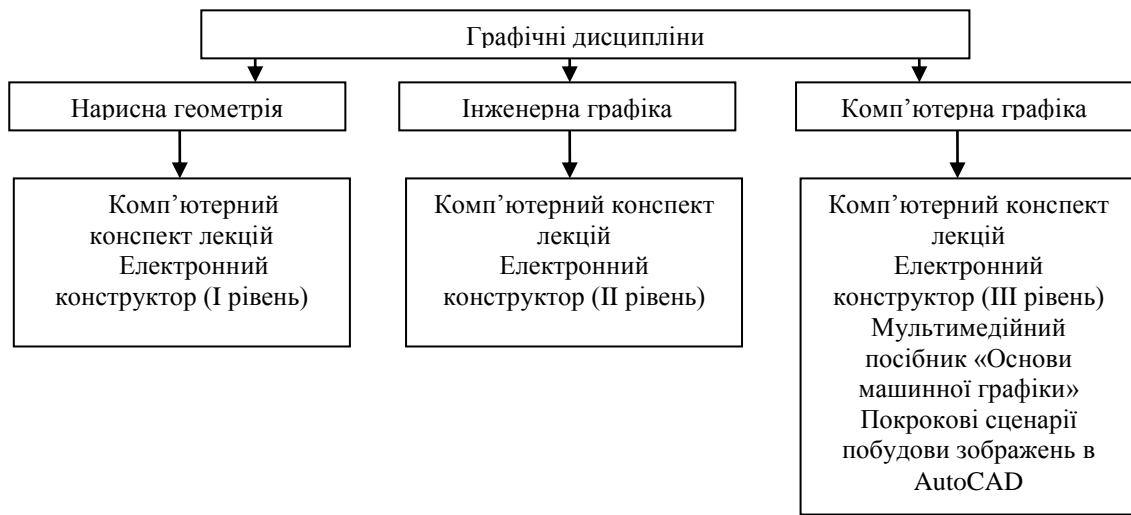 Графічні дисципліни
Нарисна геометрія
Інженерна графіка
Комп’ютерна графіка
Комп’ютерний
конспект лекцій
Електронний
конструктор (I рівень)
Комп’ютерний конспект
лекцій
Електронний
конструктор (II рівень)
Комп’ютерний конспект
лекцій
Електронний
конструктор (III рівень)
Мультимедійний
посібник «Основи
машинної графіки»
Покрокові сценарії
побудови зображень в
AutoCAD